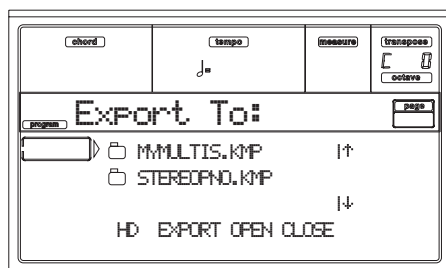 chord tempo measure transpose
♩= C 0
octave
program Export To: page
MYMULTIS.KMP |↑
STEREOPNO.KMP
|↓
HD EXPORT OPEN CLOSE